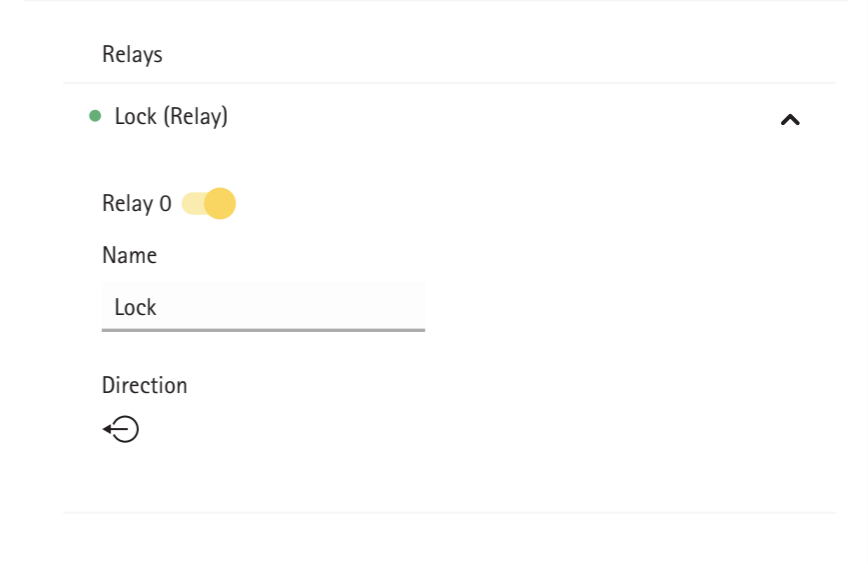 Relays
Lock (Relay)
Relay 0
Name
Lock
Direction